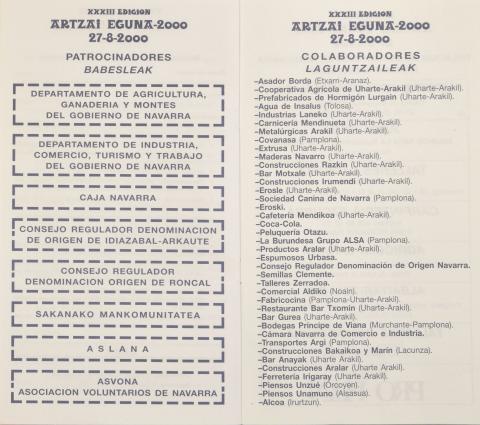 XXXIII EDICION
ARTZAI EGUNA-2000
27-8-2000
PATROCINADORES
BABESLEAK
DEPARTAMENTO DE AGRICULTURA,
GANADERIA Y MONTES
DEL GOBIERNO DE NAVARRA
DEPARTAMENTO DE INDUSTRIA,
COMERCIO, TURISMO Y TRABAJO
DEL GOBIERNO DE NAVARRA
CAJA NAVARRA
CONSEJO REGULADOR DENOMINACION
DE ORIGEN DE IDIAZABAL-ARKAUTE
CONSEJO REGULADOR
DENOMINACION ORIGEN DE RONCAL
SAKANAKO MANKOMUNITATEA
ASLANA
ASVONA
ASOCIACION VOLUNTARIOS DE NAVARRA
XXXIII EDICION
ARTZAI EGUNA-2000
27-8-2000
COLABORADORES
LAGUNTZAILEAK
–Asador Borda (Etxarri-Aranaz).
–Cooperativa Agrícola de Uharte-Arakil (Uharte-Arakil).
–Prefabricados de Hormigón Lurgain (Uharte-Arakil).
–Agua de Insalus (Tolosa).
–Industrias Laneko (Uharte-Arakil).
–Carnicería Mendinueta (Uharte-Arakil).
–Metalúrgicas Arakil (Uharte-Arakil).
–Covanasa (Pamplona).
–Extrusa (Uharte-Arakil).
–Maderas Navarro (Uharte-Arakil).
–Construcciones Razkin (Uharte-Arakil).
–Bar Motxale (Uharte-Arakil).
–Construcciones Irumendi (Uharte-Arakil).
–Erosle (Uharte-Arakil).
–Sociedad Canina de Navarra (Pamplona).
–Eroski.
–Cafetería Mendikoa (Uharte-Arakil).
–Coca-Cola.
–Peluquería Otazu.
–La Burundesa Grupo ALSA (Pamplona).
–Productos Aralar (Uharte-Arakil).
–Espumosos Urbasa.
–Consejo Regulador Denominación de Origen Navarra.
–Semillas Clemente.
–Talleres Zerradoa.
–Comercial Aldiko (Noain).
–Fabricocina (Pamplona-Uharte-Arakil).
–Restaurante Bar Txomin (Uharte-Arakil).
–Bar Gurea (Uharte-Arakil).
–Bodegas Príncipe de Viana (Murchante-Pamplona).
–Cámara Navarra de Comercio e Industria.
–Transportes Argi (Pamplona).
–Construcciones Bakaikoa y Marín (Lacunza).
–Bar Anayak (Uharte Arakil).
–Construcciones Aralar (Uharte Arakil).
–Ferretería Irigaray (Uharte Arakil).
–Piensos Unzué (Orcoyen).
–Piensos Unamuno (Alsasua).
–Alcoa (Irurtzun).